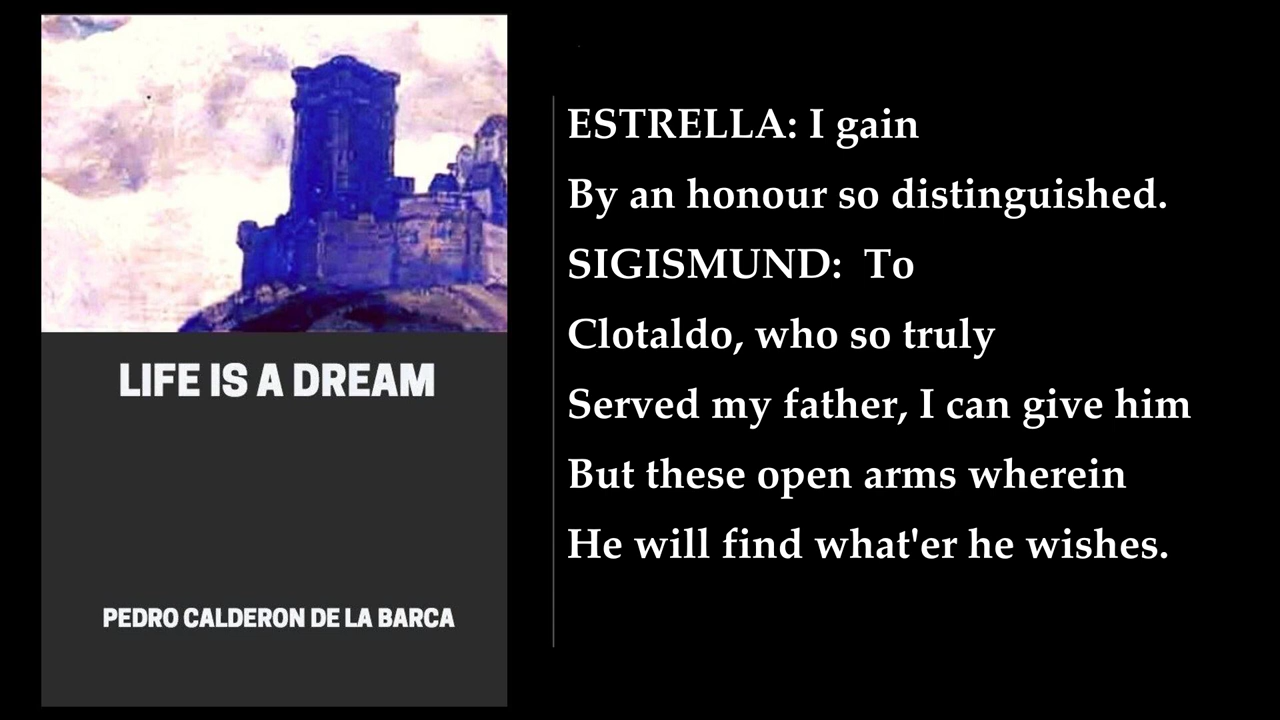 LIFE IS A DREAM
PEDRO CALDERON DE LA BARCA
ESTRELLA: I gain
By an honour so distinguished.
SIGISMUND:  To
Clotaldo, who so truly
Served my father, I can give him
But these open arms wherein
He will find what'er he wishes.